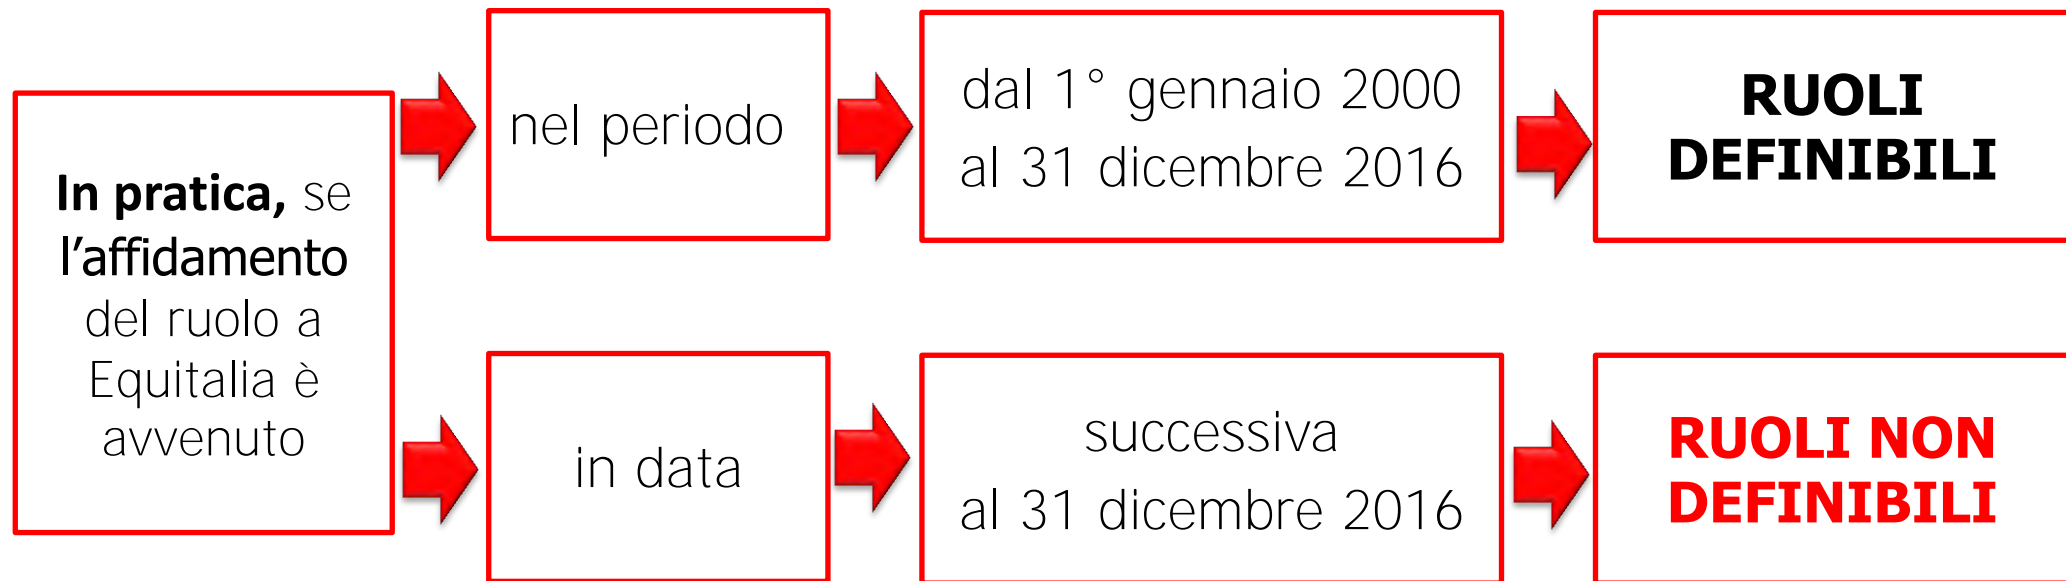 In pratica, se
l’affidamento
del ruolo a
Equitalia è
avvenuto
nel periodo
dal 1° gennaio 2000
al 31 dicembre 2016
RUOLI
DEFINIBILI
in data
successiva
al 31 dicembre 2016
RUOLI NON
DEFINIBILI